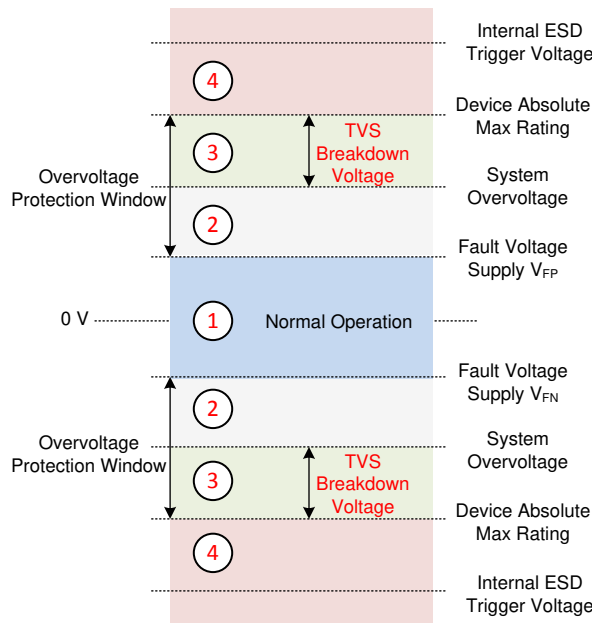 Internal ESD
Trigger Voltage
4
Device Absolute
Max Rating
TVS
Breakdown
Voltage
3
Overvoltage
Protection Window
System
Overvoltage
2
Fault Voltage
Supply VFP
0 V
1
Normal Operation
Fault Voltage
Supply VFN
2
Overvoltage
Protection Window
System
Overvoltage
TVS
Breakdown
Voltage
3
Device Absolute
Max Rating
4
Internal ESD
Trigger Voltage